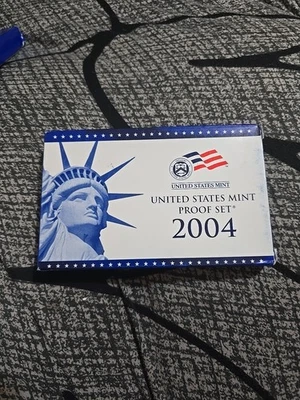 UNITED STATES MINT
UNITED STATES MINT
PROOF SET®
2004